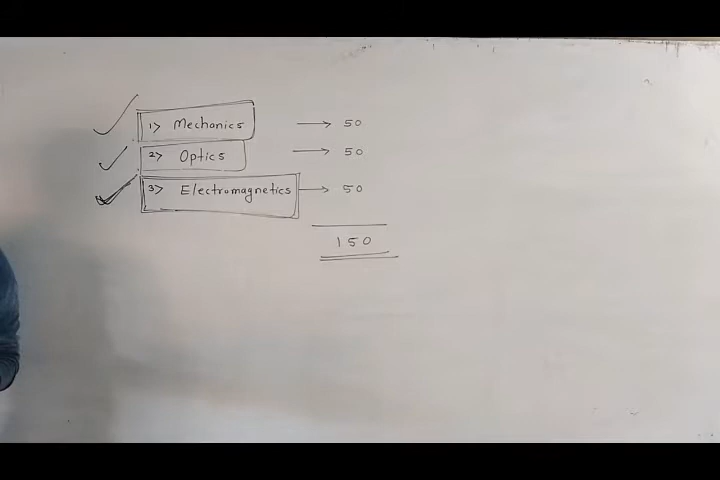 1> Mechanics → 50
2> Optics → 50
3> Electromagnetics → 50
150